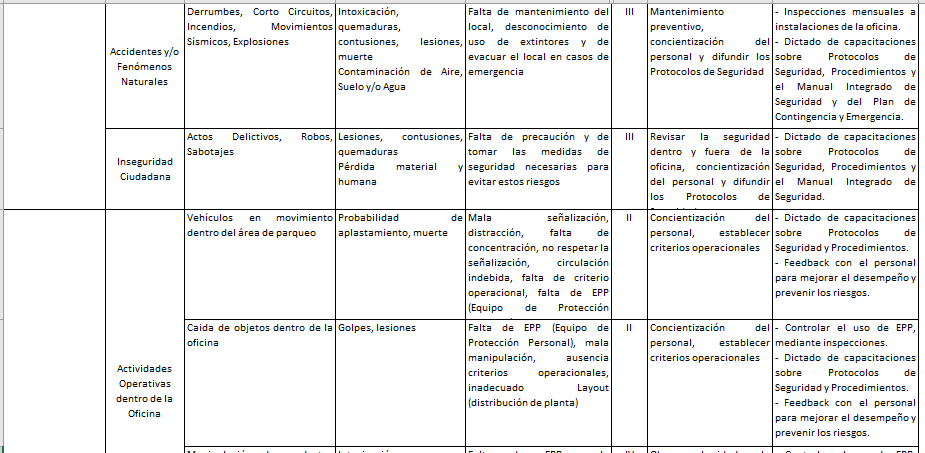 Accidentes y/o
Fenómenos
Naturales
Derrumbes, Corto Circuitos,
Incendios, Movimientos
Sísmicos, Explosiones
Intoxicación,
quemaduras,
contusiones, lesiones,
muerte
Contaminación de Aire,
Suelo y/o Agua
Falta de mantenimiento del
local, desconocimiento de
uso de extintores y de
evacuar el local en casos de
emergencia
III
Mantenimiento
preventivo,
concientización del
personal y difundir los
Protocolos de Seguridad
- Inspecciones mensuales a
instalaciones de la oficina.
- Dictado de capacitaciones
sobre Protocolos de
Seguridad, Procedimientos y
el Manual Integrado de
Seguridad y del Plan de
Contingencia y Emergencia.
Inseguridad
Ciudadana
Actos Delictivos, Robos,
Sabotajes
Lesiones, contusiones,
quemaduras
Pérdida material y
humana
Falta de precaución y de
tomar las medidas de
seguridad necesarias para
evitar estos riesgos
III
Revisar la seguridad
dentro y fuera de la
oficina, concientización
del personal y difundir
los Protocolos de
- Dictado de capacitaciones
sobre Protocolos de
Seguridad, Procedimientos y
el Manual Integrado de
Seguridad.
Actividades
Operativas
dentro de la
Oficina
Vehículos en movimiento
dentro del área de parqueo
Probabilidad de
aplastamiento, muerte
Mala señalización,
distracción, falta de
concentración, no respetar la
señalización, circulación
indebida, falta de criterio
operacional, falta de EPP
(Equipo de Protección
II
Concientización del
personal, establecer
criterios operacionales
- Dictado de capacitaciones
sobre Protocolos de
Seguridad y Procedimientos.
- Feedback con el personal
para mejorar el desempeño y
prevenir los riesgos.
Caída de objetos dentro de la
oficina
Golpes, lesiones
Falta de EPP (Equipo de
Protección Personal), mala
manipulación, ausencia
criterios operacionales,
inadecuado Layout
(distribución de planta)
II
Concientización del
personal, establecer
criterios operacionales
- Controlar el uso de EPP,
mediante inspecciones.
- Dictado de capacitaciones
sobre Protocolos de
Seguridad y Procedimientos.
- Feedback con el personal
para mejorar el desempeño y
prevenir los riesgos.